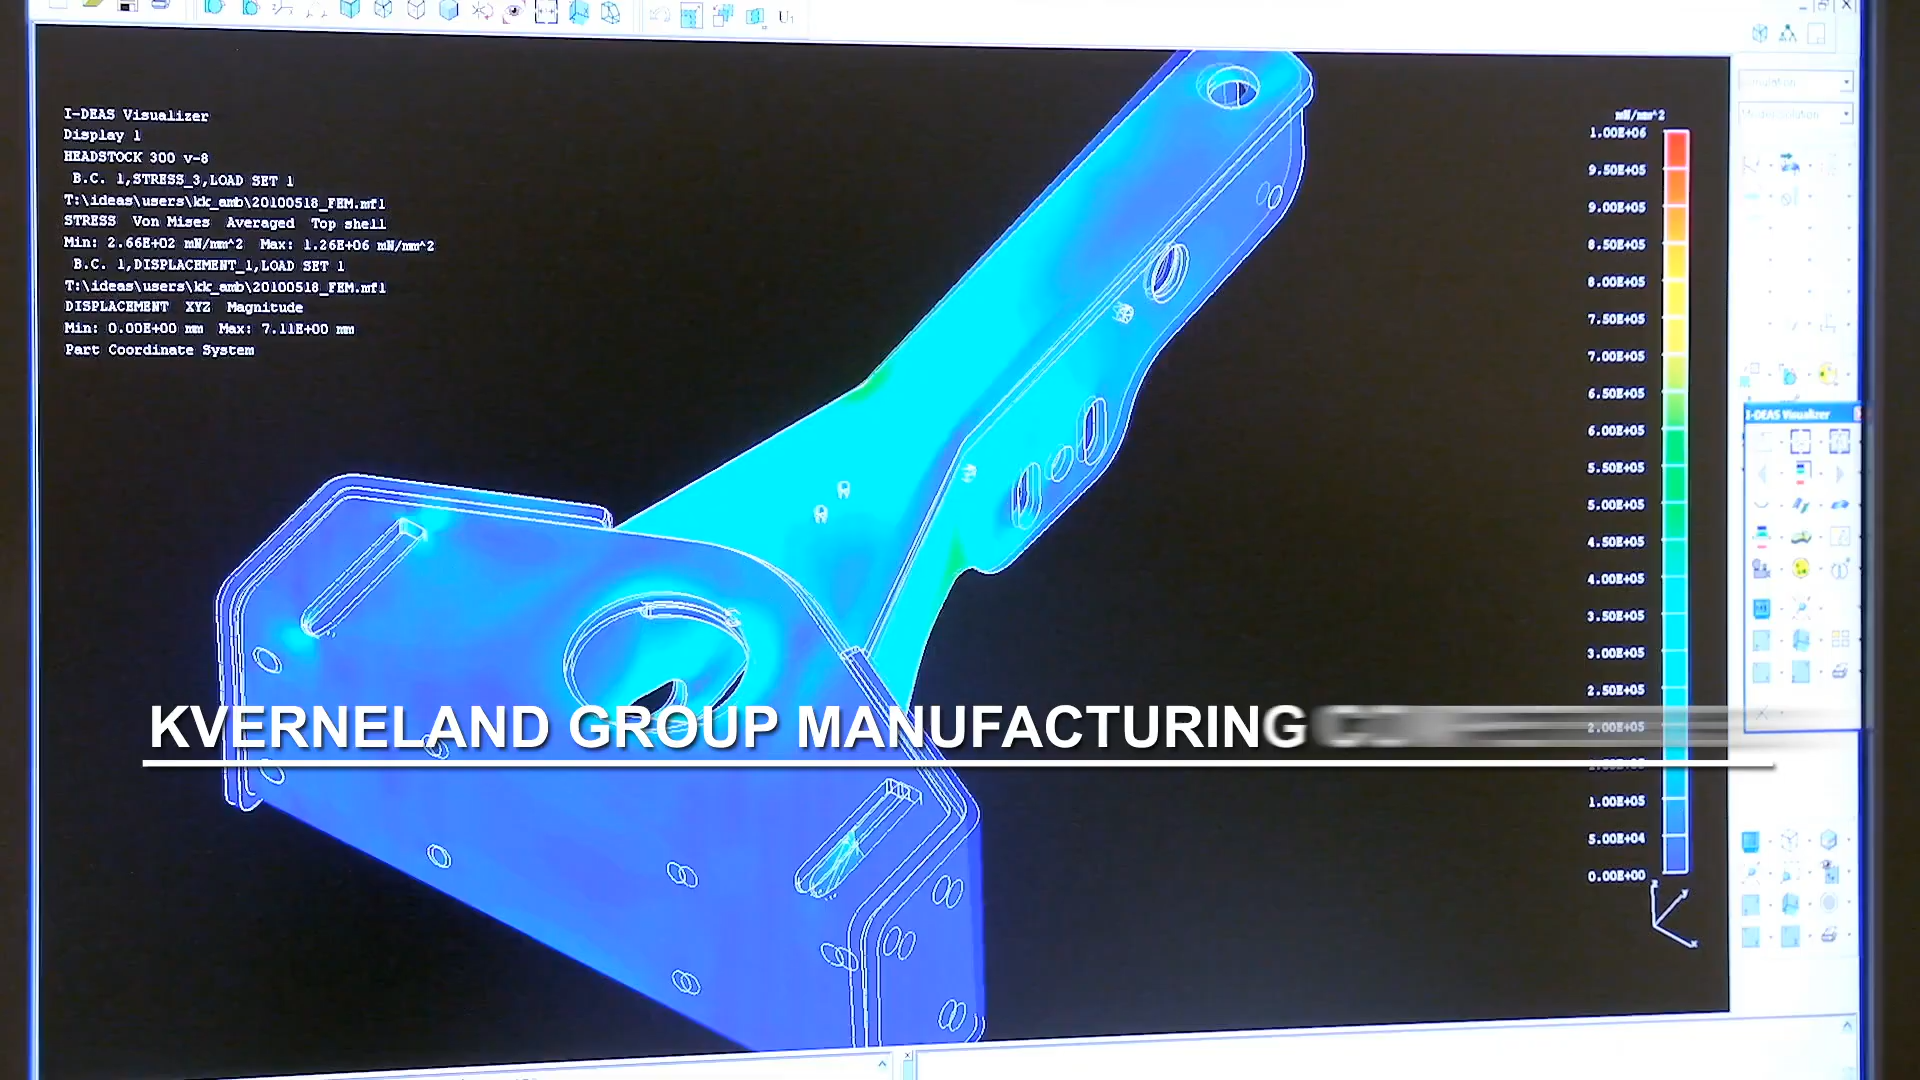 U1
I-DEAS Visualizer
Display 1
HEADSTOCK 300 v-8
B.C. 1,STRESS_3,LOAD SET 1
T:\ideas\users\kk_amb\20100518_FEM.mf1
STRESS Von Mises Averaged Top shell
Min: 2.66E+02 mN/mm^2 Max: 1.26E+06 mN/mm^2
B.C. 1,DISPLACEMENT_1,LOAD SET 1
T:\ideas\users\kk_amb\20100518_FEM.mf1
DISPLACEMENT XYZ Magnitude
Min: 0.00E+00 mm Max: 7.11E+00 mm
Part Coordinate System
mN/mm^2
1.00E+06
9.50E+05
9.00E+05
8.50E+05
8.00E+05
7.50E+05
7.00E+05
6.50E+05
6.00E+05
5.50E+05
5.00E+05
4.50E+05
4.00E+05
3.50E+05
3.00E+05
2.50E+05
2.00E+05
1.50E+05
1.00E+05
5.00E+04
0.00E+00
Simulation
I-DEAS Visualizer
KVERNELAND GROUP MANUFACTURING